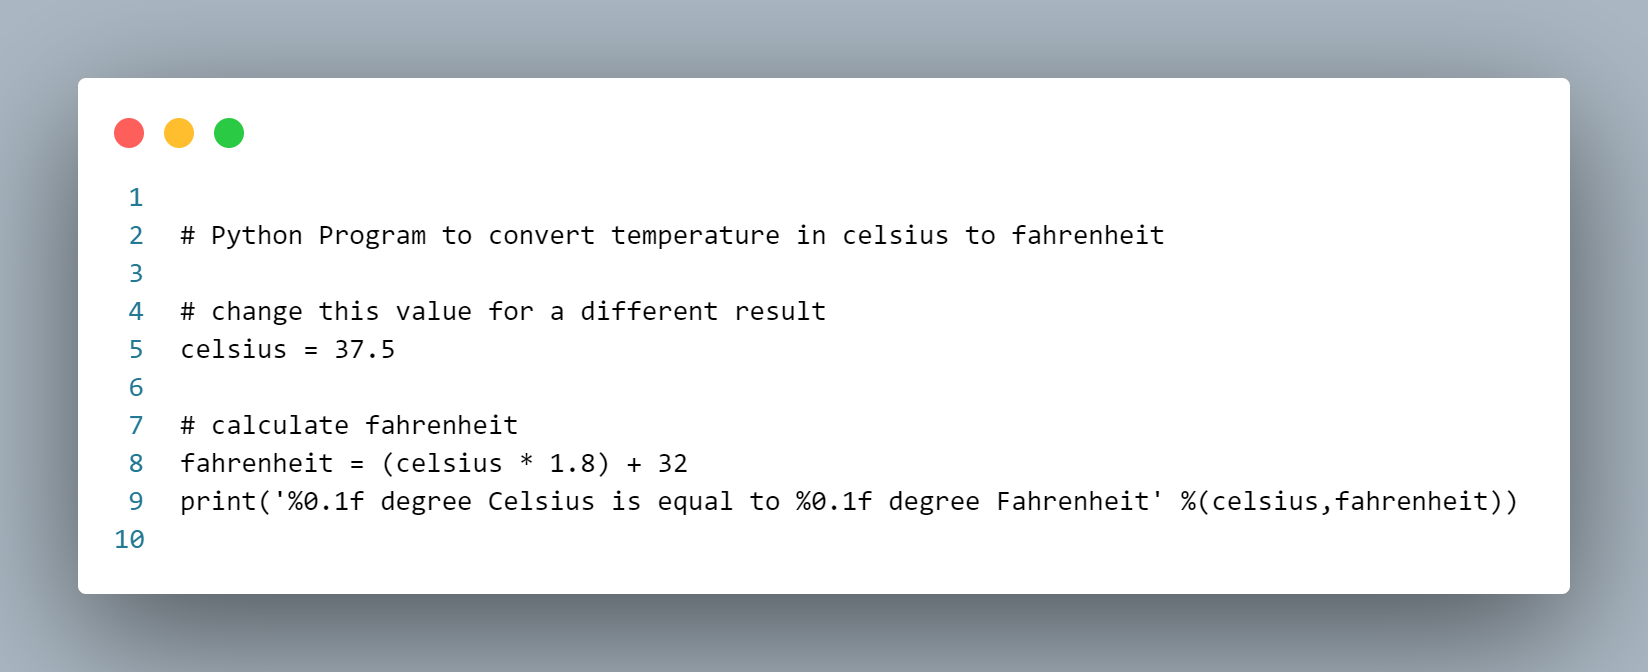 1
2 # Python Program to convert temperature in celsius to fahrenheit
3
4 # change this value for a different result
5 celsius = 37.5
6
7 # calculate fahrenheit
8 fahrenheit = (celsius * 1.8) + 32
9 print('%0.1f degree Celsius is equal to %0.1f degree Fahrenheit' %(celsius,fahrenheit))
10